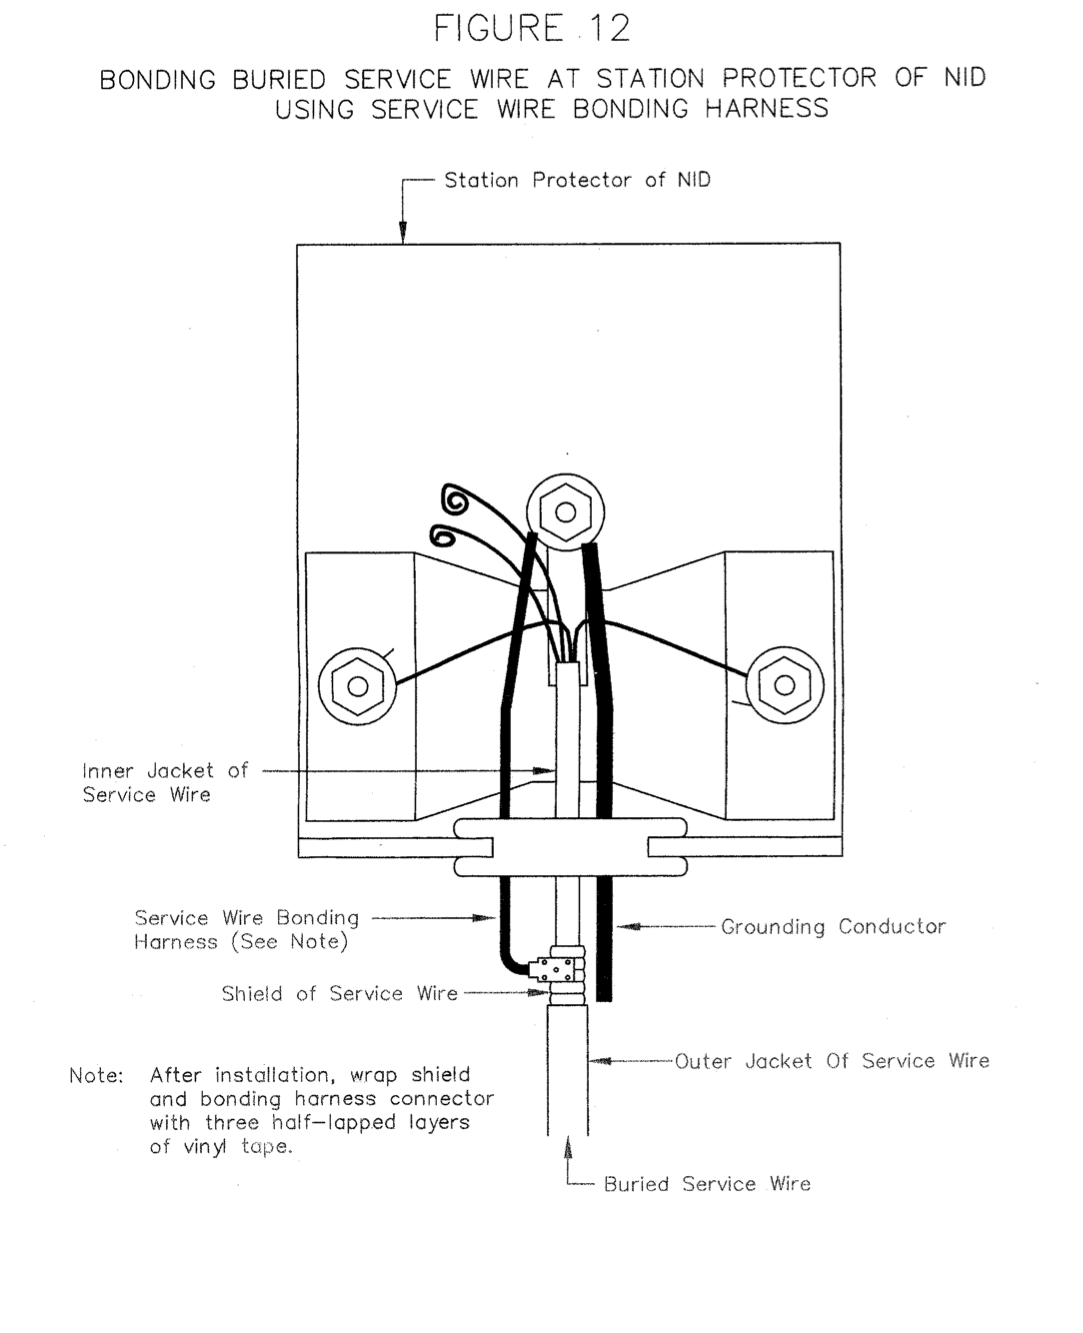 FIGURE 12
BONDING BURIED SERVICE WIRE AT STATION PROTECTOR OF NID
USING SERVICE WIRE BONDING HARNESS
Station Protector of NID
Inner Jacket of
Service Wire
Service Wire Bonding
Harness (See Note)
Grounding Conductor
Shield of Service Wire
Outer Jacket Of Service Wire
Note: After installation, wrap shield
and bonding harness connector
with three half-lapped layers
of vinyl tape.
Buried Service Wire